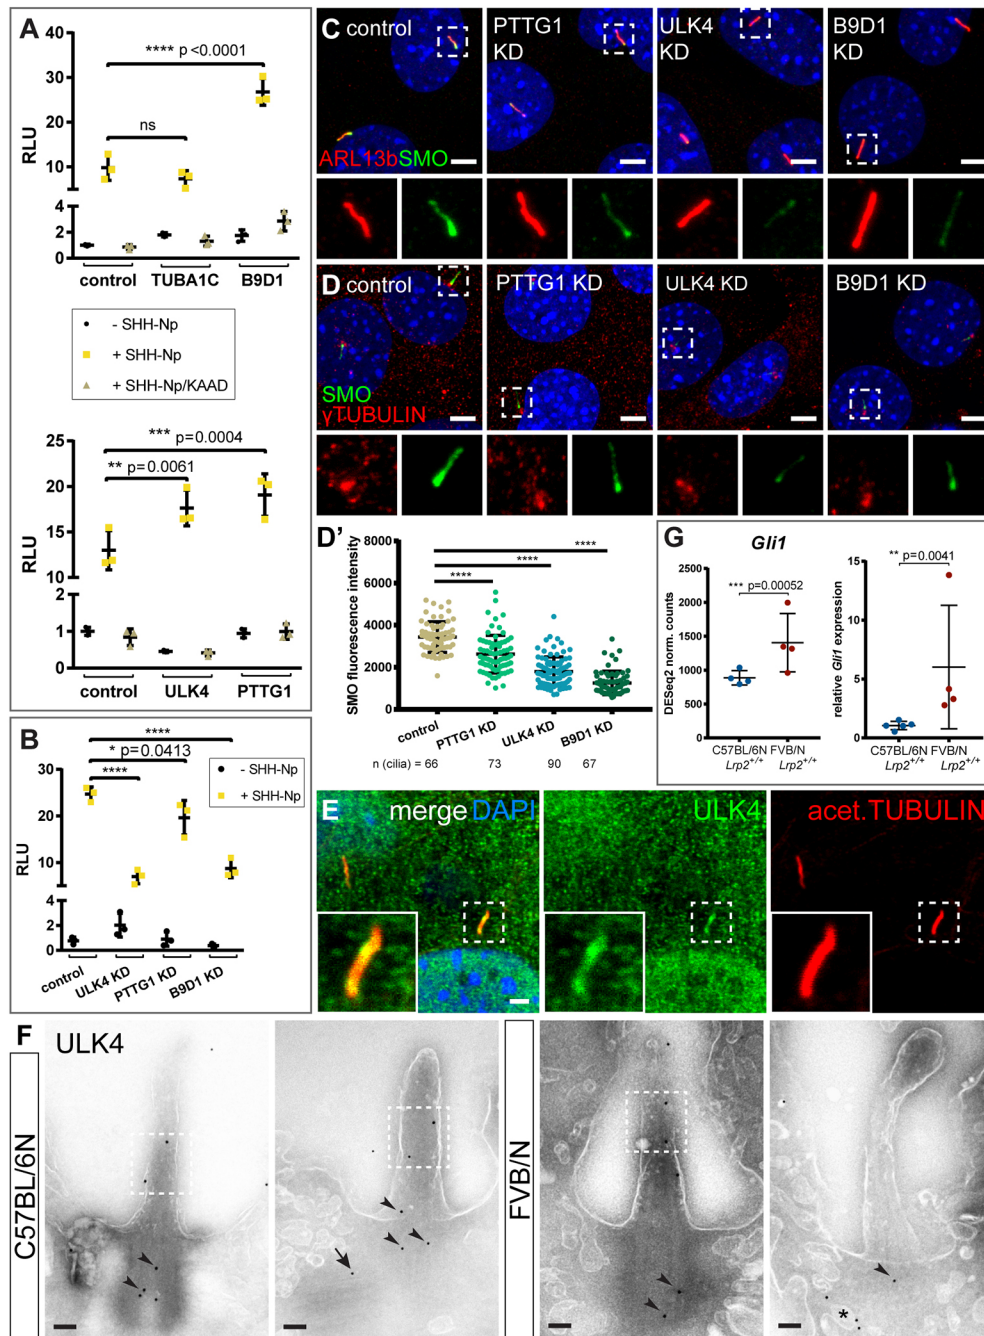 A
40
30
20
10
4
2
0
RLU
**** p <0.0001
ns
control TUBA1C B9D1
- SHH-Np
+ SHH-Np
+ SHH-Np/KAAD
25
20
15
10
2
1
0
RLU
*** p=0.0004
** p=0.0061
control ULK4 PTTG1
B
30
20
10
4
2
0
RLU
****
* p=0.0413
****
- SHH-Np
+ SHH-Np
control
ULK4 KD
PTTG1 KD
B9D1 KD
C control
PTTG1 KD
ULK4 KD
B9D1 KD
ARL13bSMO
D control
PTTG1 KD
ULK4 KD
B9D1 KD
SMO
γTUBULIN
D'
8000
6000
4000
2000
0
SMO fluorescence intensity
****
****
****
control
PTTG1 KD
ULK4 KD
B9D1 KD
n (cilia) = 66 73 90 67
G
Gli1
2500
2000
1500
1000
500
0
DESeq2 norm. counts
*** p=0.00052
C57BL/6N FVB/N
Lrp2+/+ Lrp2+/+
15
10
5
0
relative Gli1 expression
** p=0.0041
C57BL/6N FVB/N
Lrp2+/+ Lrp2+/+
E merge DAPI
ULK4
acet.TUBULIN
F
ULK4
C57BL/6N
FVB/N
*